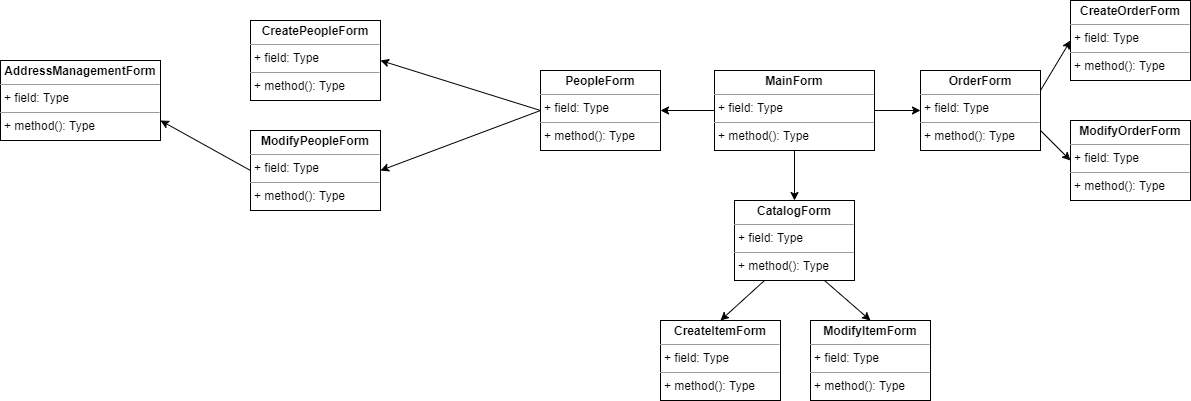 CreateOrderForm
+ field: Type
+ method(): Type
CreatePeopleForm
+ field: Type
+ method(): Type
AddressManagementForm
+ field: Type
+ method(): Type
PeopleForm
+ field: Type
+ method(): Type
MainForm
+ field: Type
+ method(): Type
OrderForm
+ field: Type
+ method(): Type
ModifyPeopleForm
+ field: Type
+ method(): Type
ModifyOrderForm
+ field: Type
+ method(): Type
CatalogForm
+ field: Type
+ method(): Type
CreateItemForm
+ field: Type
+ method(): Type
ModifyItemForm
+ field: Type
+ method(): Type